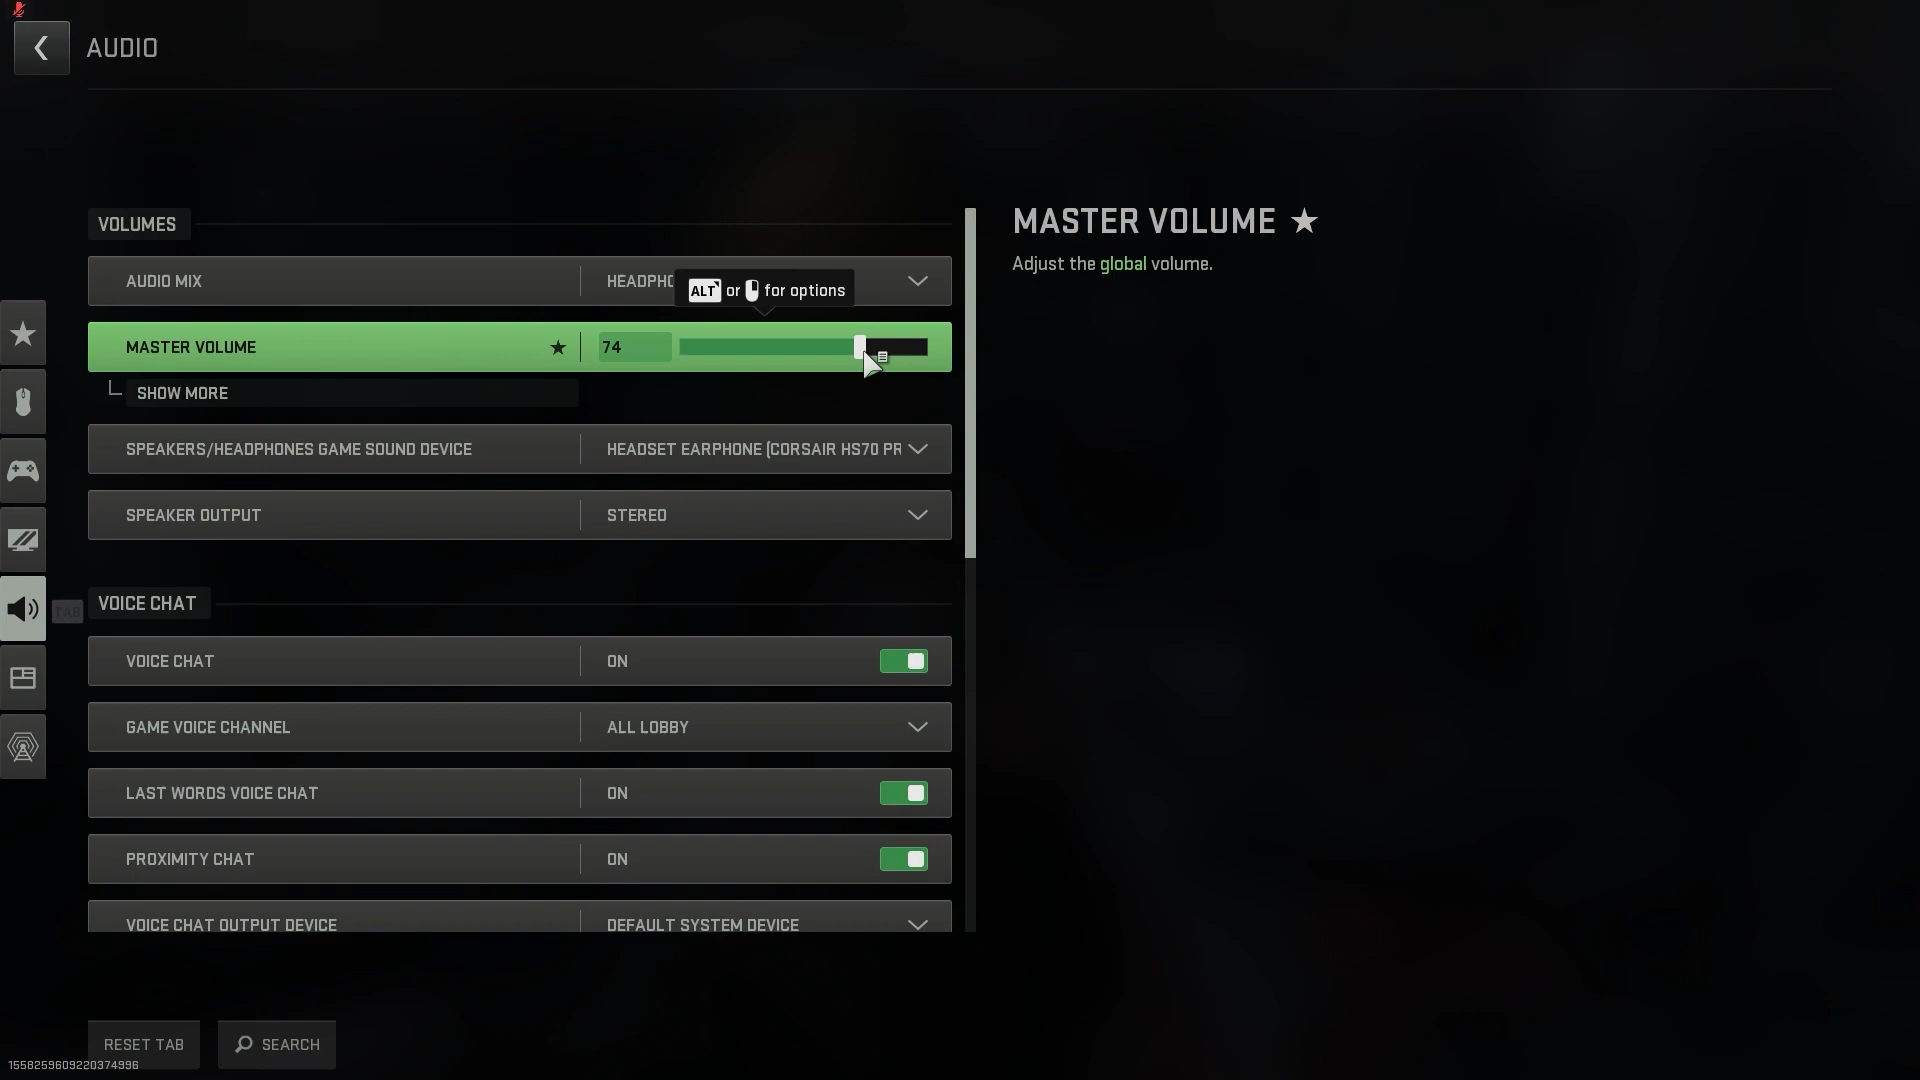 AUDIO
VOLUMES
AUDIO MIX
ALT or for options
MASTER VOLUME ★ 74
SHOW MORE
SPEAKERS/HEADPHONES GAME SOUND DEVICE HEADSET EARPHONE (CORSAIR HS70 PR
SPEAKER OUTPUT STEREO
TAB
VOICE CHAT
VOICE CHAT ON
GAME VOICE CHANNEL ALL LOBBY
LAST WORDS VOICE CHAT ON
PROXIMITY CHAT ON
VOICE CHAT OUTPUT DEVICE DEFAULT SYSTEM DEVICE
MASTER VOLUME ★
Adjust the global volume.
RESET TAB SEARCH
1558259609220374996